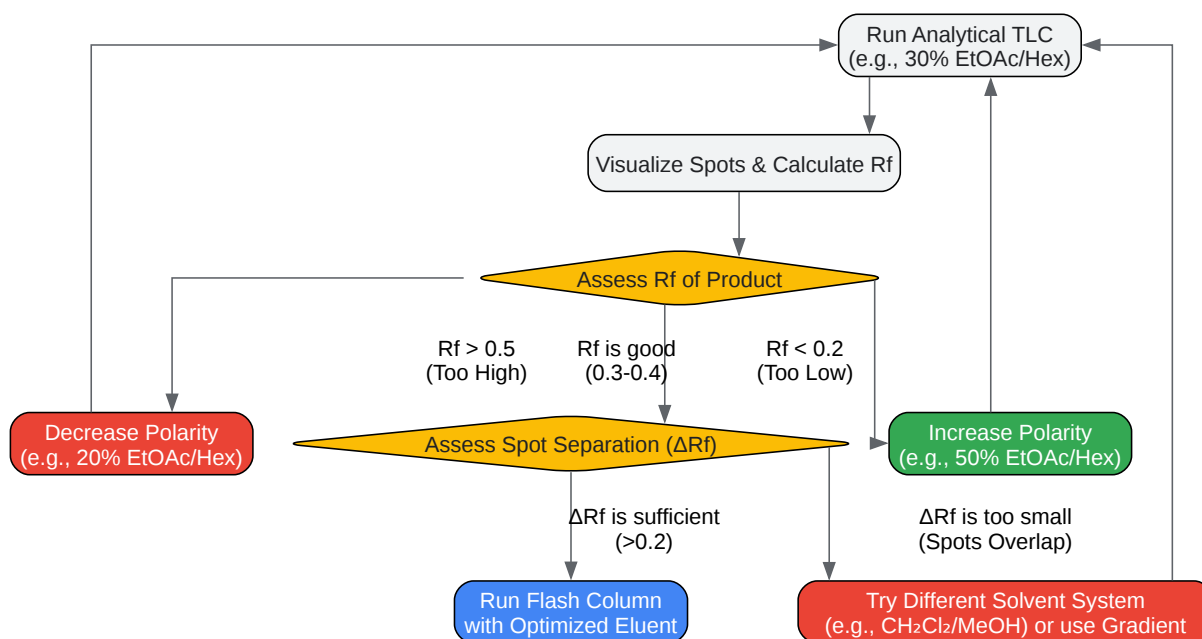 Run Analytical TLC
(e.g., 30% EtOAc/Hex)
Visualize Spots & Calculate Rf
Assess Rf of Product
Rf > 0.5
(Too High)
Rf is good
(0.3-0.4)
Rf < 0.2
(Too Low)
Decrease Polarity
(e.g., 20% EtOAc/Hex)
Assess Spot Separation (ΔRf)
Increase Polarity
(e.g., 50% EtOAc/Hex)
ΔRf is sufficient
(>0.2)
ΔRf is too small
(Spots Overlap)
Run Flash Column
with Optimized Eluent
Try Different Solvent System
(e.g., CH₂Cl₂/MeOH) or use Gradient